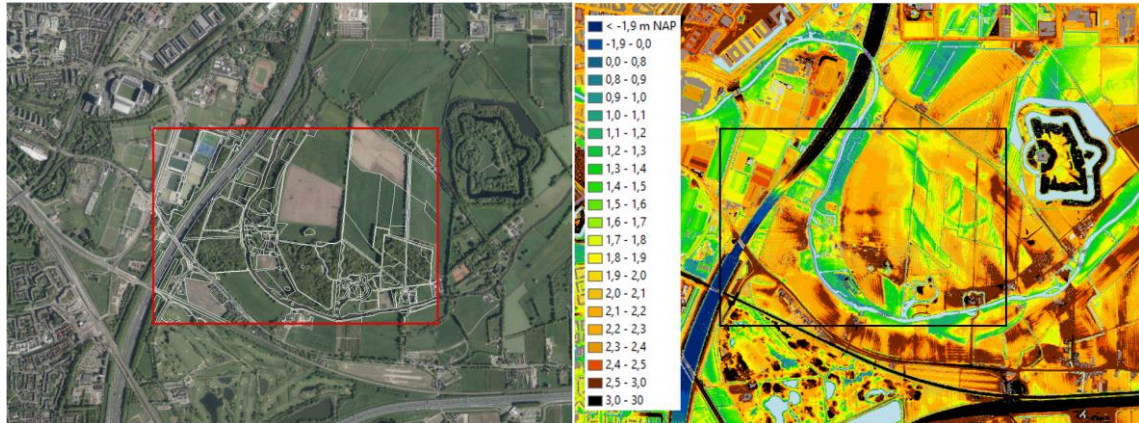 < -1,9 m NAP
-1,9 - 0,0
0,0 - 0,8
0,8 - 0,9
0,9 - 1,0
1,0 - 1,1
1,1 - 1,2
1,2 - 1,3
1,3 - 1,4
1,4 - 1,5
1,5 - 1,6
1,6 - 1,7
1,7 - 1,8
1,8 - 1,9
1,9 - 2,0
2,0 - 2,1
2,1 - 2,2
2,2 - 2,3
2,3 - 2,4
2,4 - 2,5
2,5 - 3,0
3,0 - 30